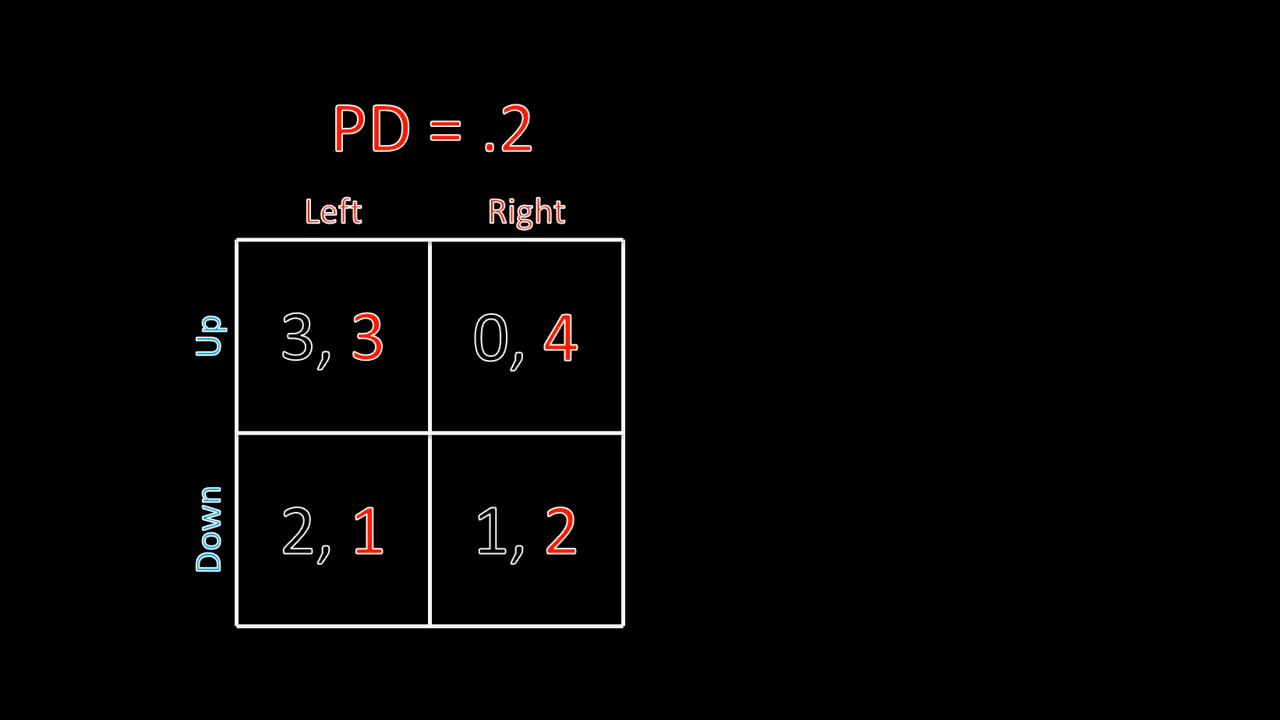 PD = .2
Left Right
Up
3, 3 0, 4
Down
2, 1 1, 2